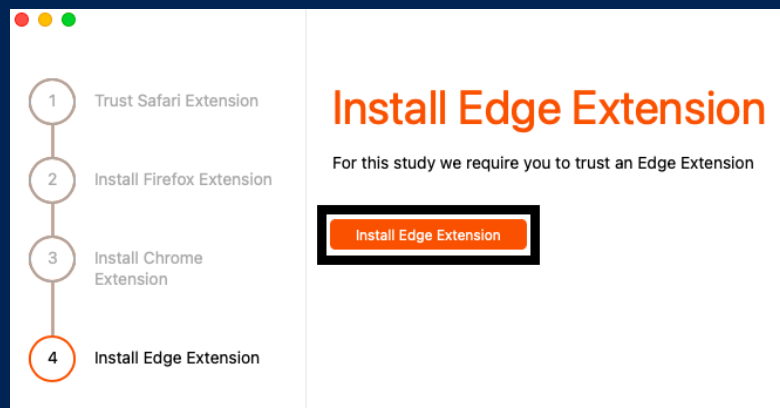 1
Trust Safari Extension
2
Install Firefox Extension
3
Install Chrome
Extension
4
Install Edge Extension
Install Edge Extension
For this study we require you to trust an Edge Extension
Install Edge Extension